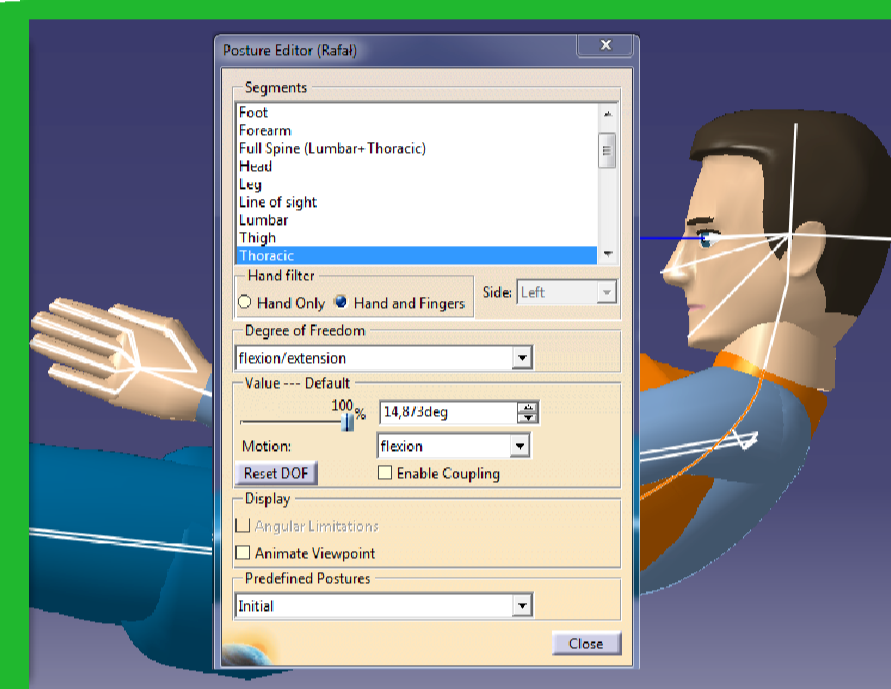 Posture Editor (Rafał)
Segments
Foot
Forearm
Full Spine (Lumbar+Thoracic)
Head
Leg
Line of sight
Lumbar
Thigh
Thoracic
Hand filter
Hand Only Hand and Fingers Side: Left
Degree of Freedom
flexion/extension
Value --- Default
100 % 14,873deg
Motion: flexion
Reset DOF Enable Coupling
Display
Angular Limitations
Animate Viewpoint
Predefined Postures
Initial
Close